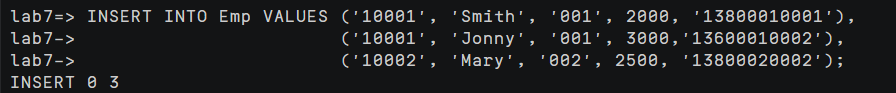 lab7=> INSERT INTO Emp VALUES ('10001', 'Smith', '001', 2000, '13800010001'),
lab7->                         ('10001', 'Jonny', '001', 3000,'13600010002'),
lab7->                         ('10002', 'Mary', '002', 2500, '13800020002');
INSERT 0 3